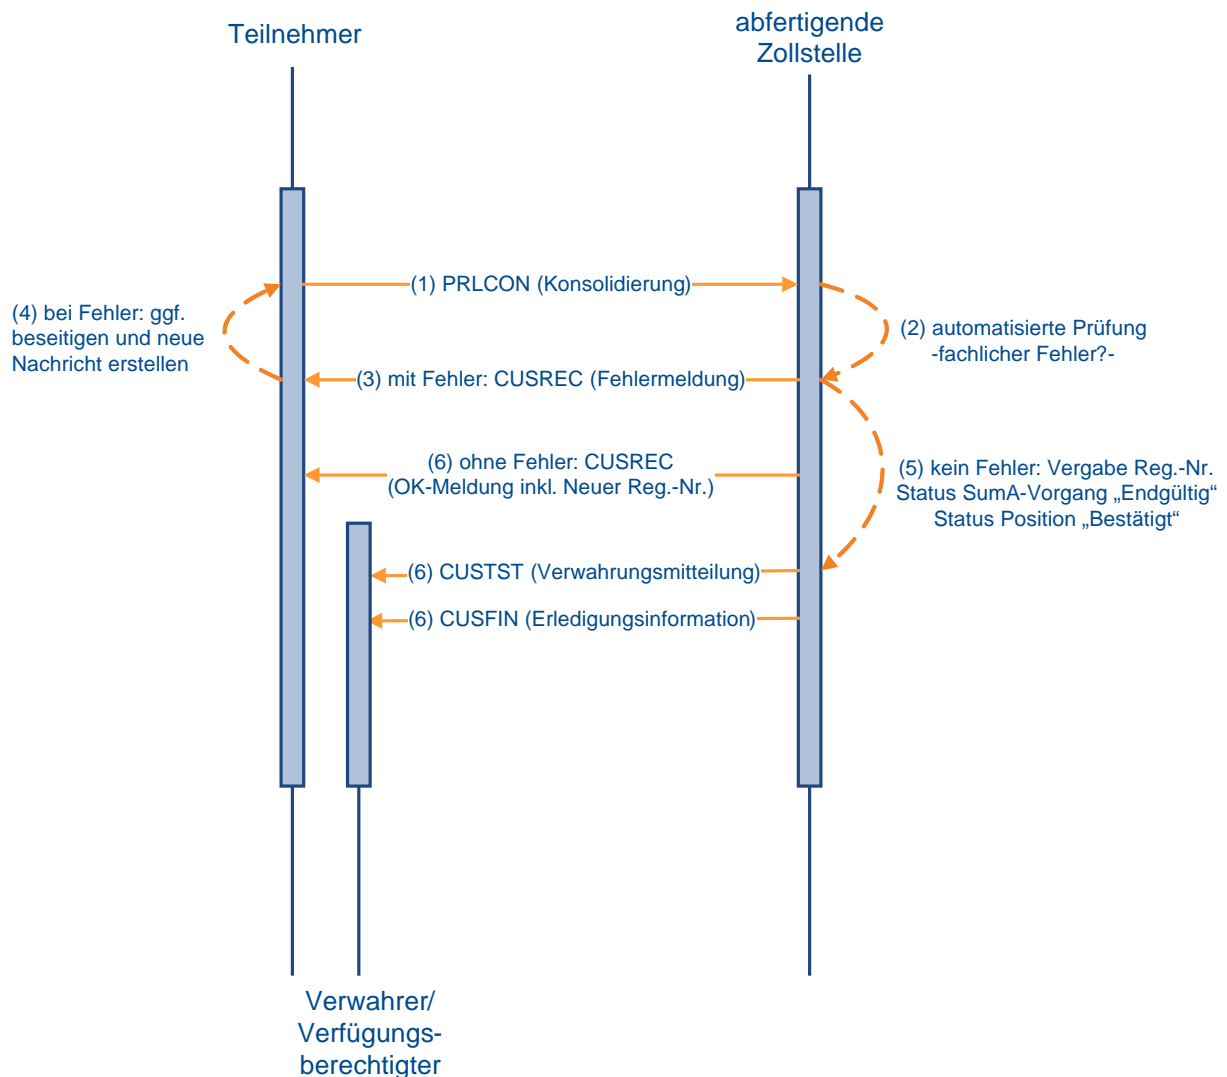 Teilnehmer
abfertigende
Zollstelle
(1) PRLCON (Konsolidierung)
(4) bei Fehler: ggf.
beseitigen und neue
Nachricht erstellen
(2) automatisierte Prüfung
-fachlicher Fehler?-
(3) mit Fehler: CUSREC (Fehlermeldung)
(6) ohne Fehler: CUSREC
(OK-Meldung inkl. Neuer Reg.-Nr.)
(5) kein Fehler: Vergabe Reg.-Nr.
Status SumA-Vorgang „Endgültig“
Status Position „Bestätigt“
(6) CUSTST (Verwahrungsmitteilung)
(6) CUSFIN (Erledigungsinformation)
Verwahrer/
Verfügungs-
berechtigter